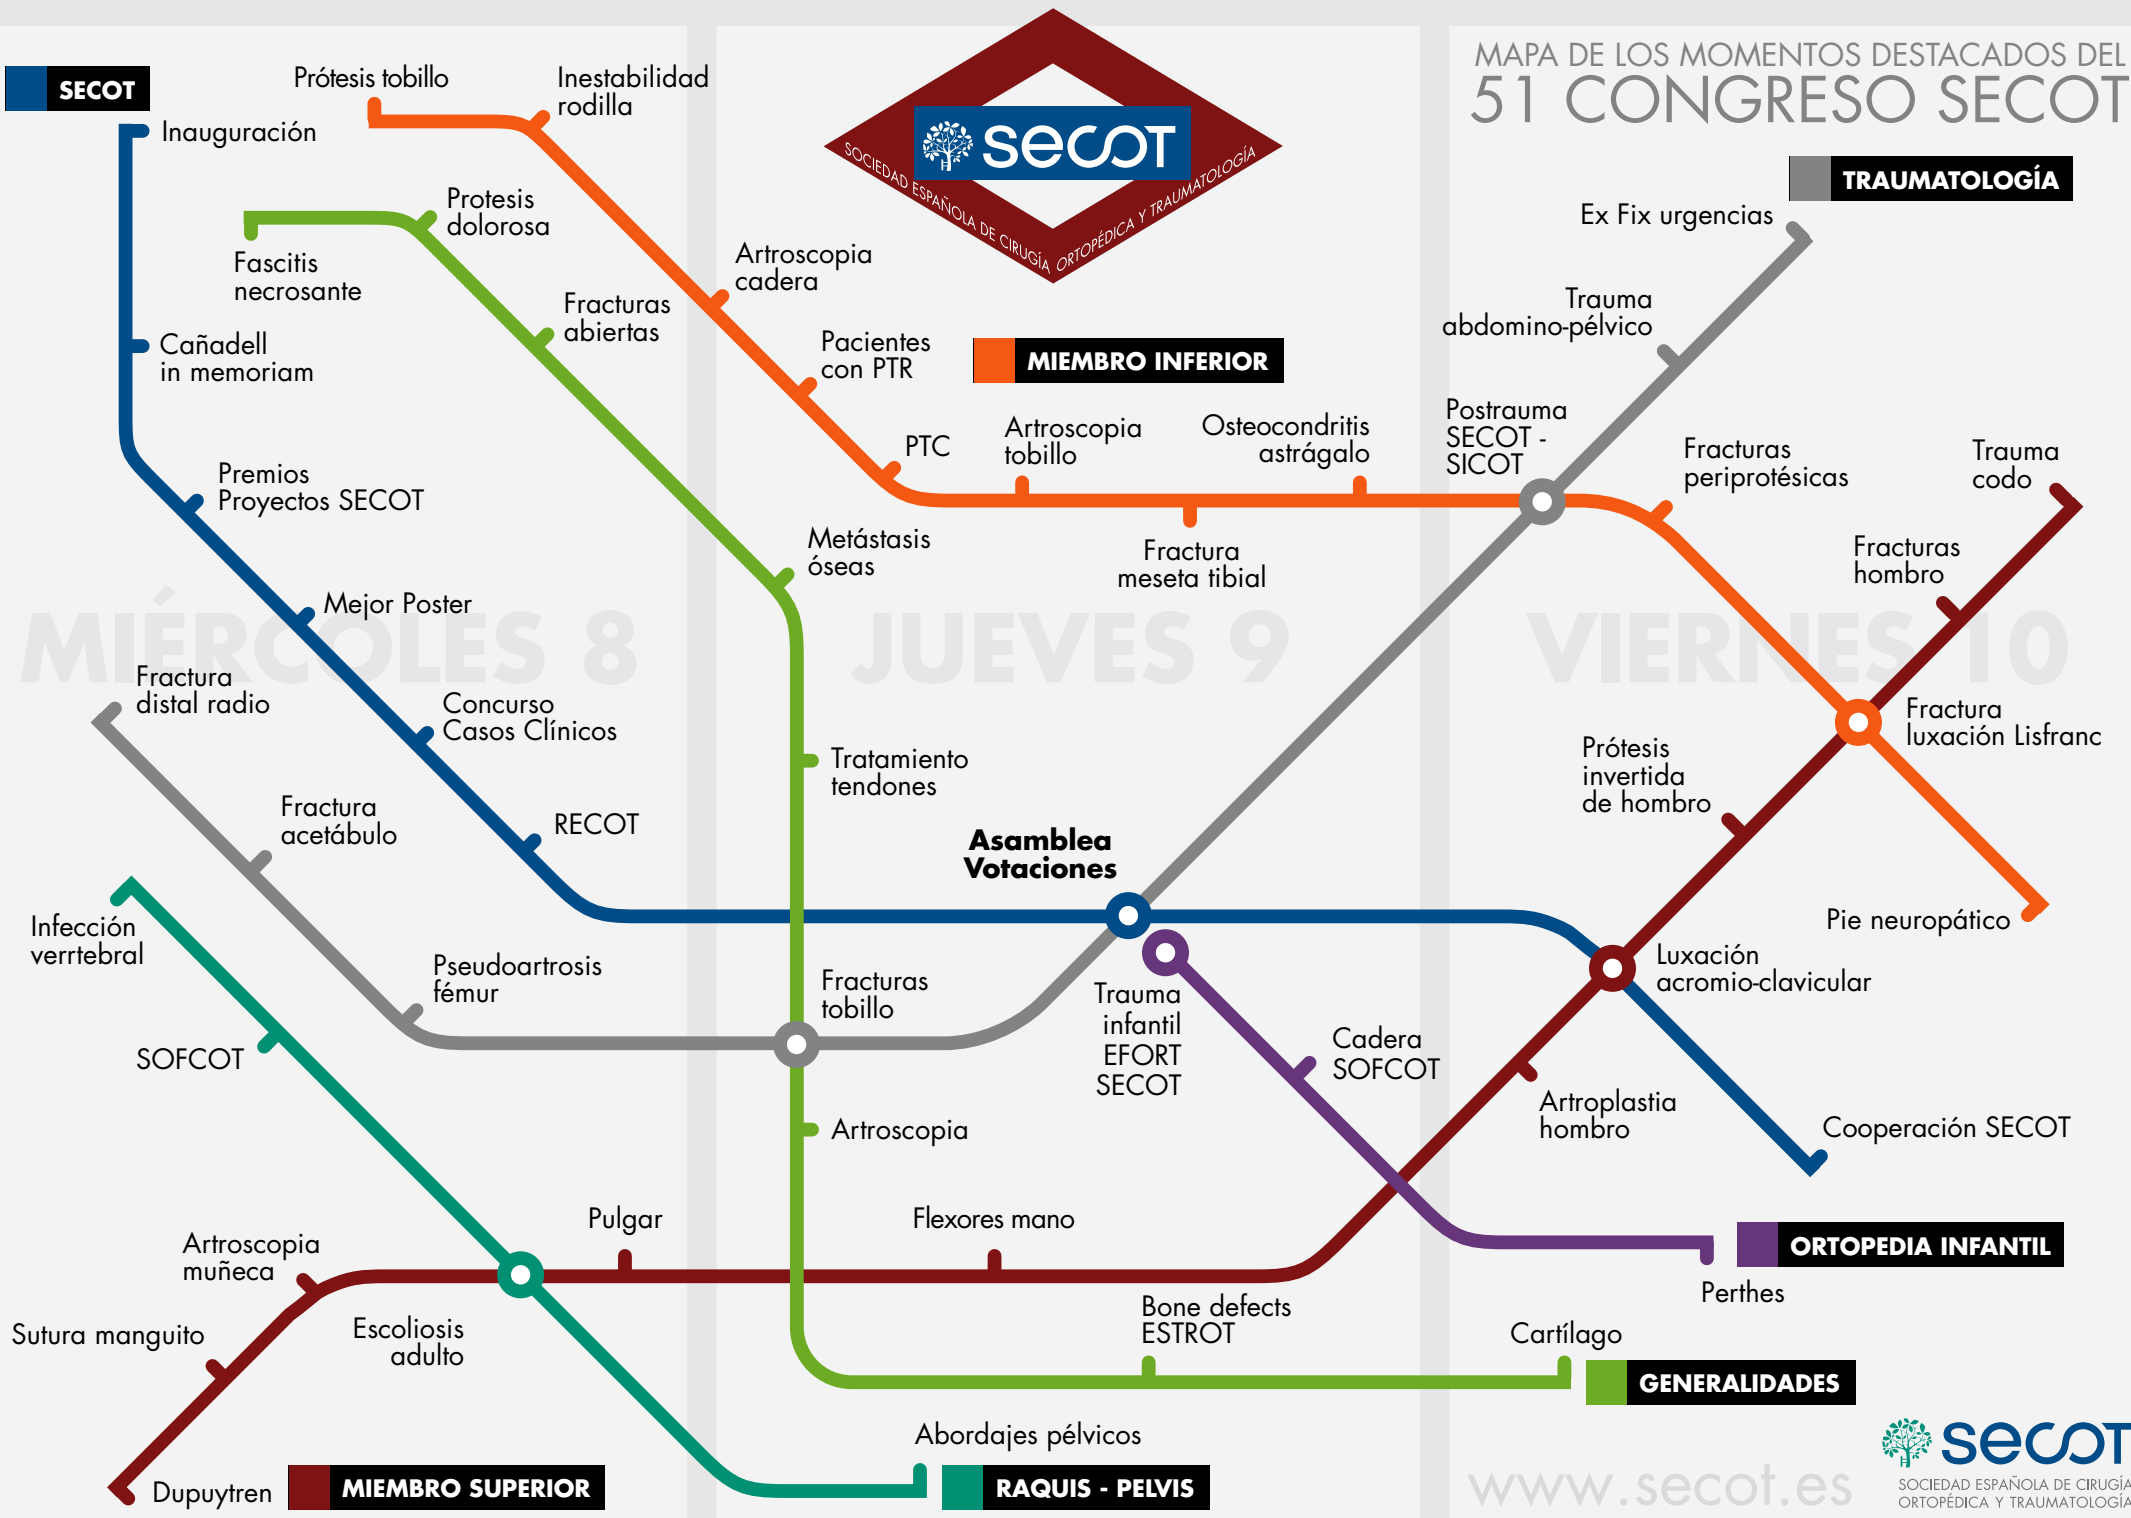 MAPA DE LOS MOMENTOS DESTACADOS DEL
51 CONGRESO SECOT
secot
SOCIEDAD ESPAÑOLA DE CIRUGÍA ORTOPÉDICA Y TRAUMATOLOGÍA
MIÉRCOLES 8
JUEVES 9
VIERNES 10
SECOT
Inauguración
Cañadell
in memoriam
Premios
Proyectos SECOT
Mejor Poster
Concurso
Casos Clínicos
RECOT
Asamblea
Votaciones
Luxación
acromio-clavicular
Cooperación SECOT
Prótesis tobillo
Inestabilidad
rodilla
Artroscopia
cadera
Pacientes
con PTR
MIEMBRO INFERIOR
PTC
Artroscopia
tobillo
Fractura
meseta tibial
Osteocondritis
astrágalo
Postrauma
SECOT -
SICOT
Fracturas
periprotésicas
Fractura
luxación Lisfranc
Pie neuropático
Fascitis
necrosante
Protesis
dolorosa
Fracturas
abiertas
Metástasis
óseas
Tratamiento
tendones
Fracturas
tobillo
Artroscopia
Bone defects
ESTROT
Cartílago
GENERALIDADES
TRAUMATOLOGÍA
Ex Fix urgencias
Trauma
abdomino-pélvico
Fractura
distal radio
Fractura
acetábulo
Pseudoartrosis
fémur
Trauma
codo
Fracturas
hombro
Prótesis
invertida
de hombro
Artroplastia
hombro
Flexores mano
Pulgar
Artroscopia
muñeca
Sutura manguito
Dupuytren
MIEMBRO SUPERIOR
Infección
verrtebral
SOFCOT
Escoliosis
adulto
Abordajes pélvicos
RAQUIS - PELVIS
Trauma
infantil
EFORT
SECOT
Cadera
SOFCOT
Perthes
ORTOPEDIA INFANTIL
www.secot.es
secot
SOCIEDAD ESPAÑOLA DE CIRUGÍA
ORTOPÉDICA Y TRAUMATOLOGÍA